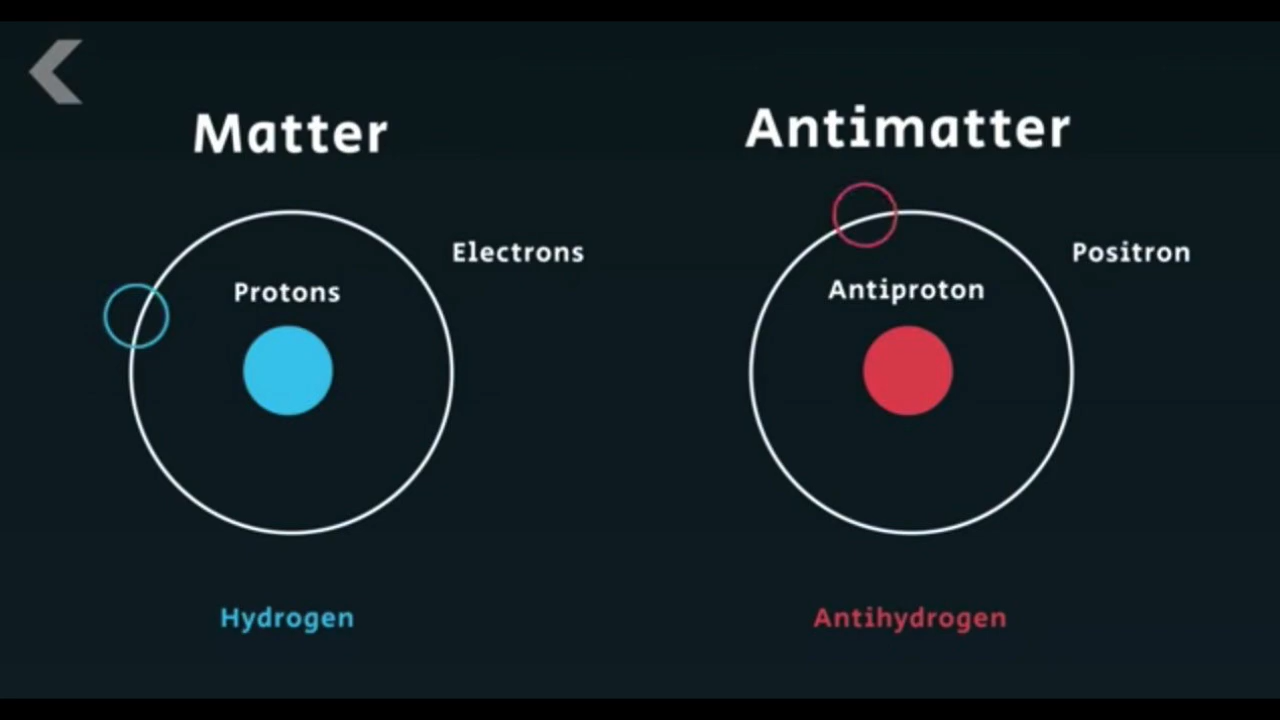 Matter
Electrons
Protons
Hydrogen
Antimatter
Positron
Antiproton
Antihydrogen